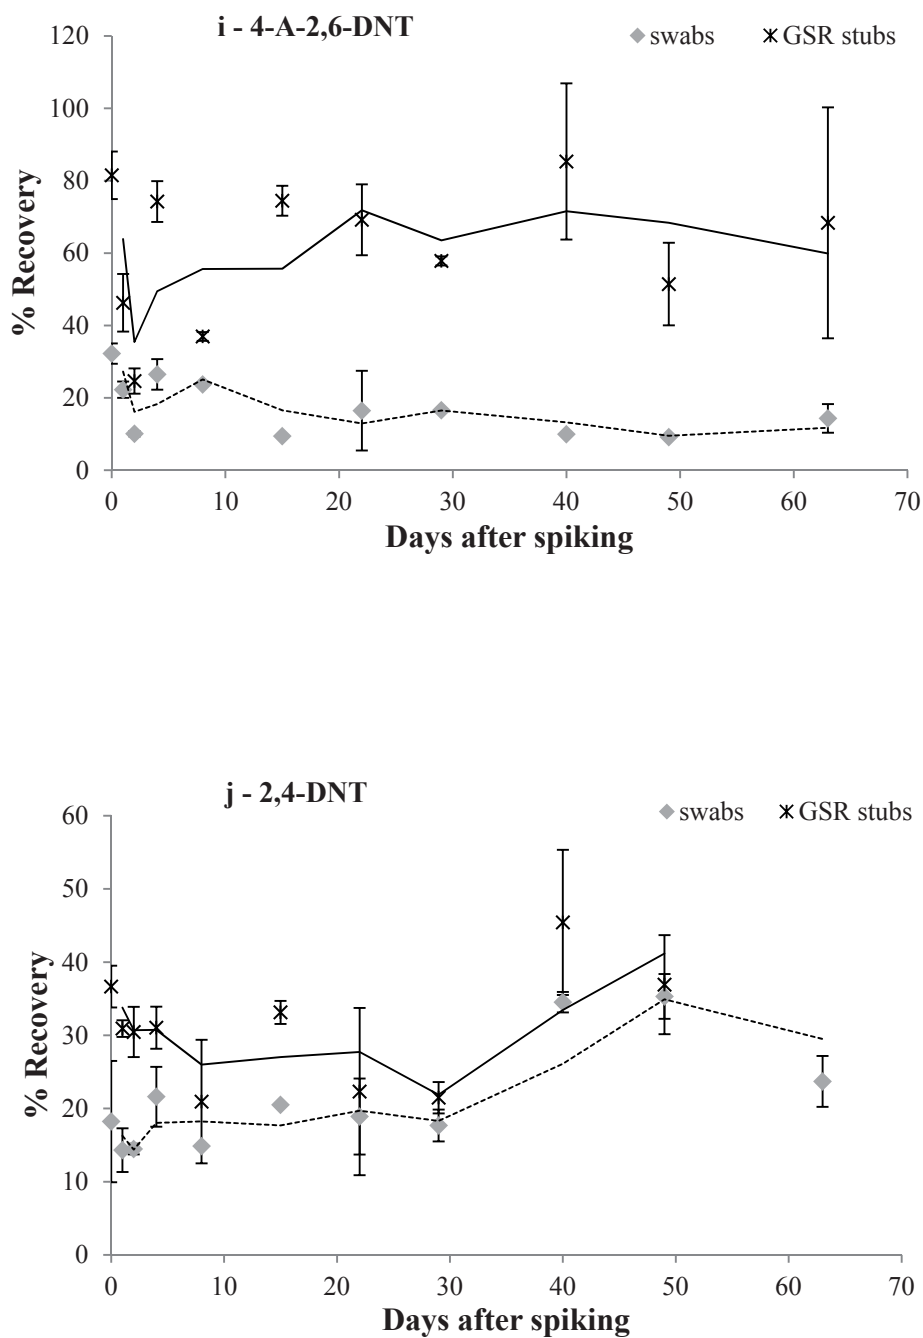 i - 4-A-2,6-DNT
swabs GSR stubs
120
100
80
60
40
20
0
% Recovery
0 10 20 30 40 50 60 70
Days after spiking
j - 2,4-DNT
swabs GSR stubs
60
50
40
30
20
10
0
% Recovery
0 10 20 30 40 50 60 70
Days after spiking